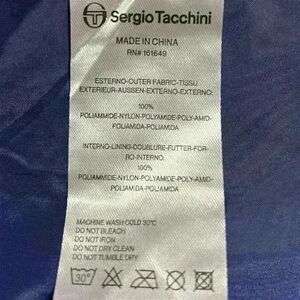 Sergio Tacchini
MADE IN CHINA
RN# 161649
ESTERNO-OUTER FABRIC-TISSU
EXTERIEUR-AUSSEN-EXTERNO-EXTERNO:
100%
POLIAMMIDE-NYLON-POLYAMIDE-POLY-AMID-
POLIAMIDA-POLIAMIDA
INTERNO-LINING-DOUBLURE-FUTTER-FOR-
RO-INTERNO:
100%
POLIAMMIDE-NYLON-POLYAMIDE-POLY-AMID-
POLIAMIDA-POLIAMIDA
MACHINE WASH COLD 30°C
DO NOT BLEACH
DO NOT IRON
DO NOT DRY CLEAN
DO NOT TUMBLE DRY
30°